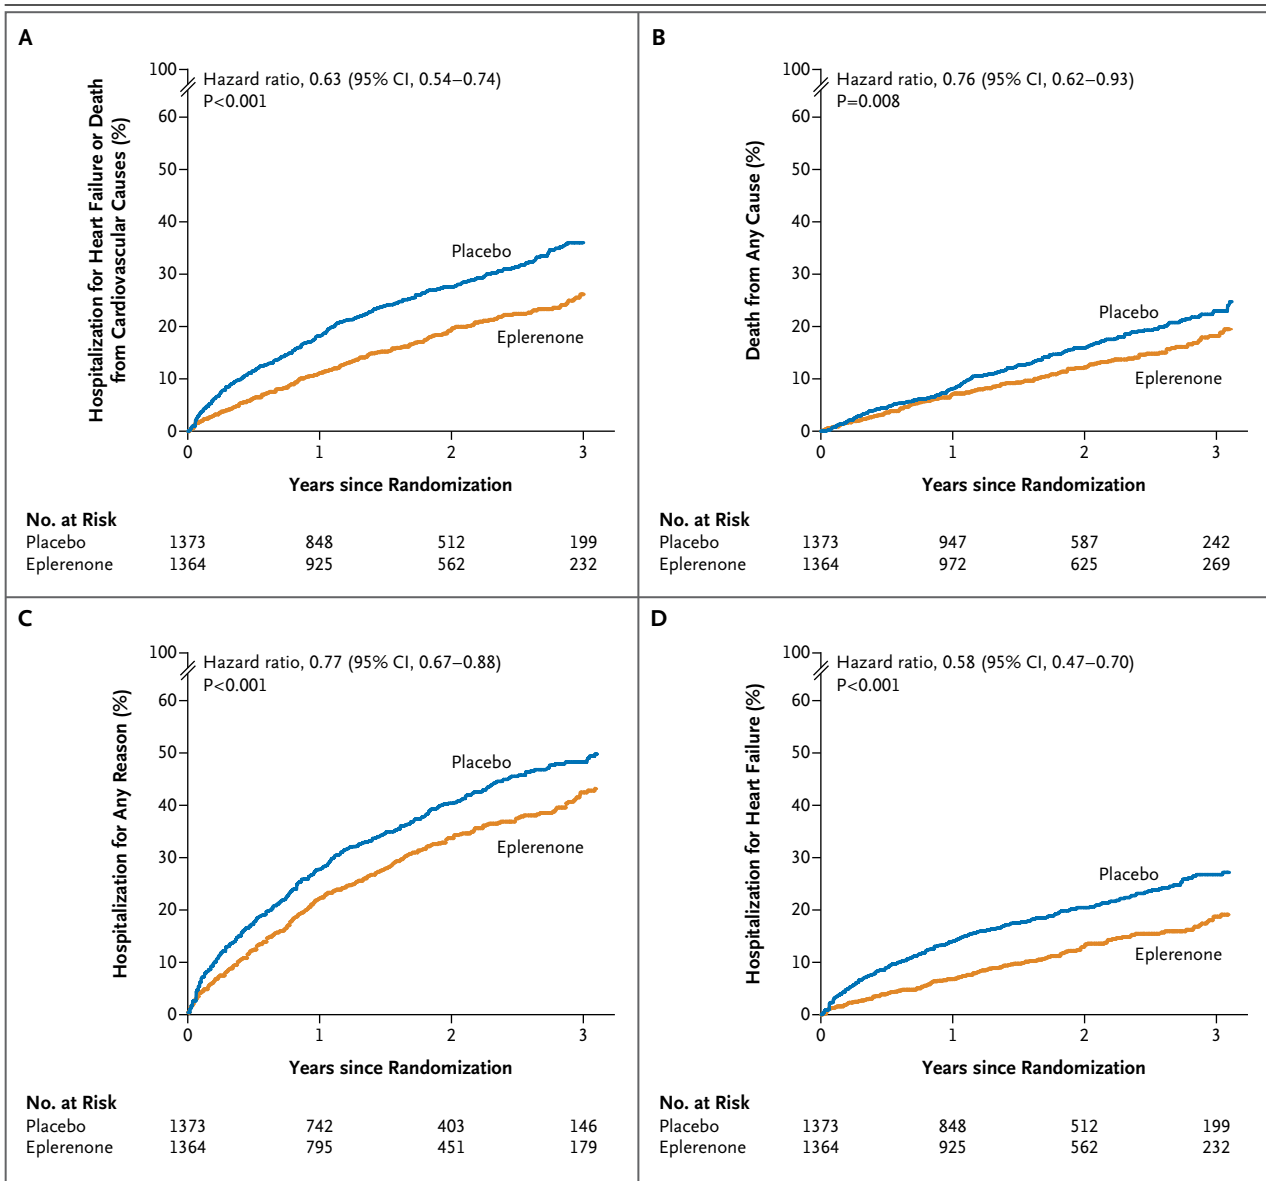 A
Hospitalization for Heart Failure or Death
from Cardiovascular Causes (%)
100
60
50
40
30
20
10
0
Hazard ratio, 0.63 (95% CI, 0.54–0.74)
P<0.001
Placebo
Eplerenone
0 1 2 3
Years since Randomization
No. at Risk
Placebo 1373 848 512 199
Eplerenone 1364 925 562 232
B
Death from Any Cause (%)
100
60
50
40
30
20
10
0
Hazard ratio, 0.76 (95% CI, 0.62–0.93)
P=0.008
Placebo
Eplerenone
0 1 2 3
Years since Randomization
No. at Risk
Placebo 1373 947 587 242
Eplerenone 1364 972 625 269
C
Hospitalization for Any Reason (%)
100
60
50
40
30
20
10
0
Hazard ratio, 0.77 (95% CI, 0.67–0.88)
P<0.001
Placebo
Eplerenone
0 1 2 3
Years since Randomization
No. at Risk
Placebo 1373 742 403 146
Eplerenone 1364 795 451 179
D
Hospitalization for Heart Failure (%)
100
60
50
40
30
20
10
0
Hazard ratio, 0.58 (95% CI, 0.47–0.70)
P<0.001
Placebo
Eplerenone
0 1 2 3
Years since Randomization
No. at Risk
Placebo 1373 848 512 199
Eplerenone 1364 925 562 232